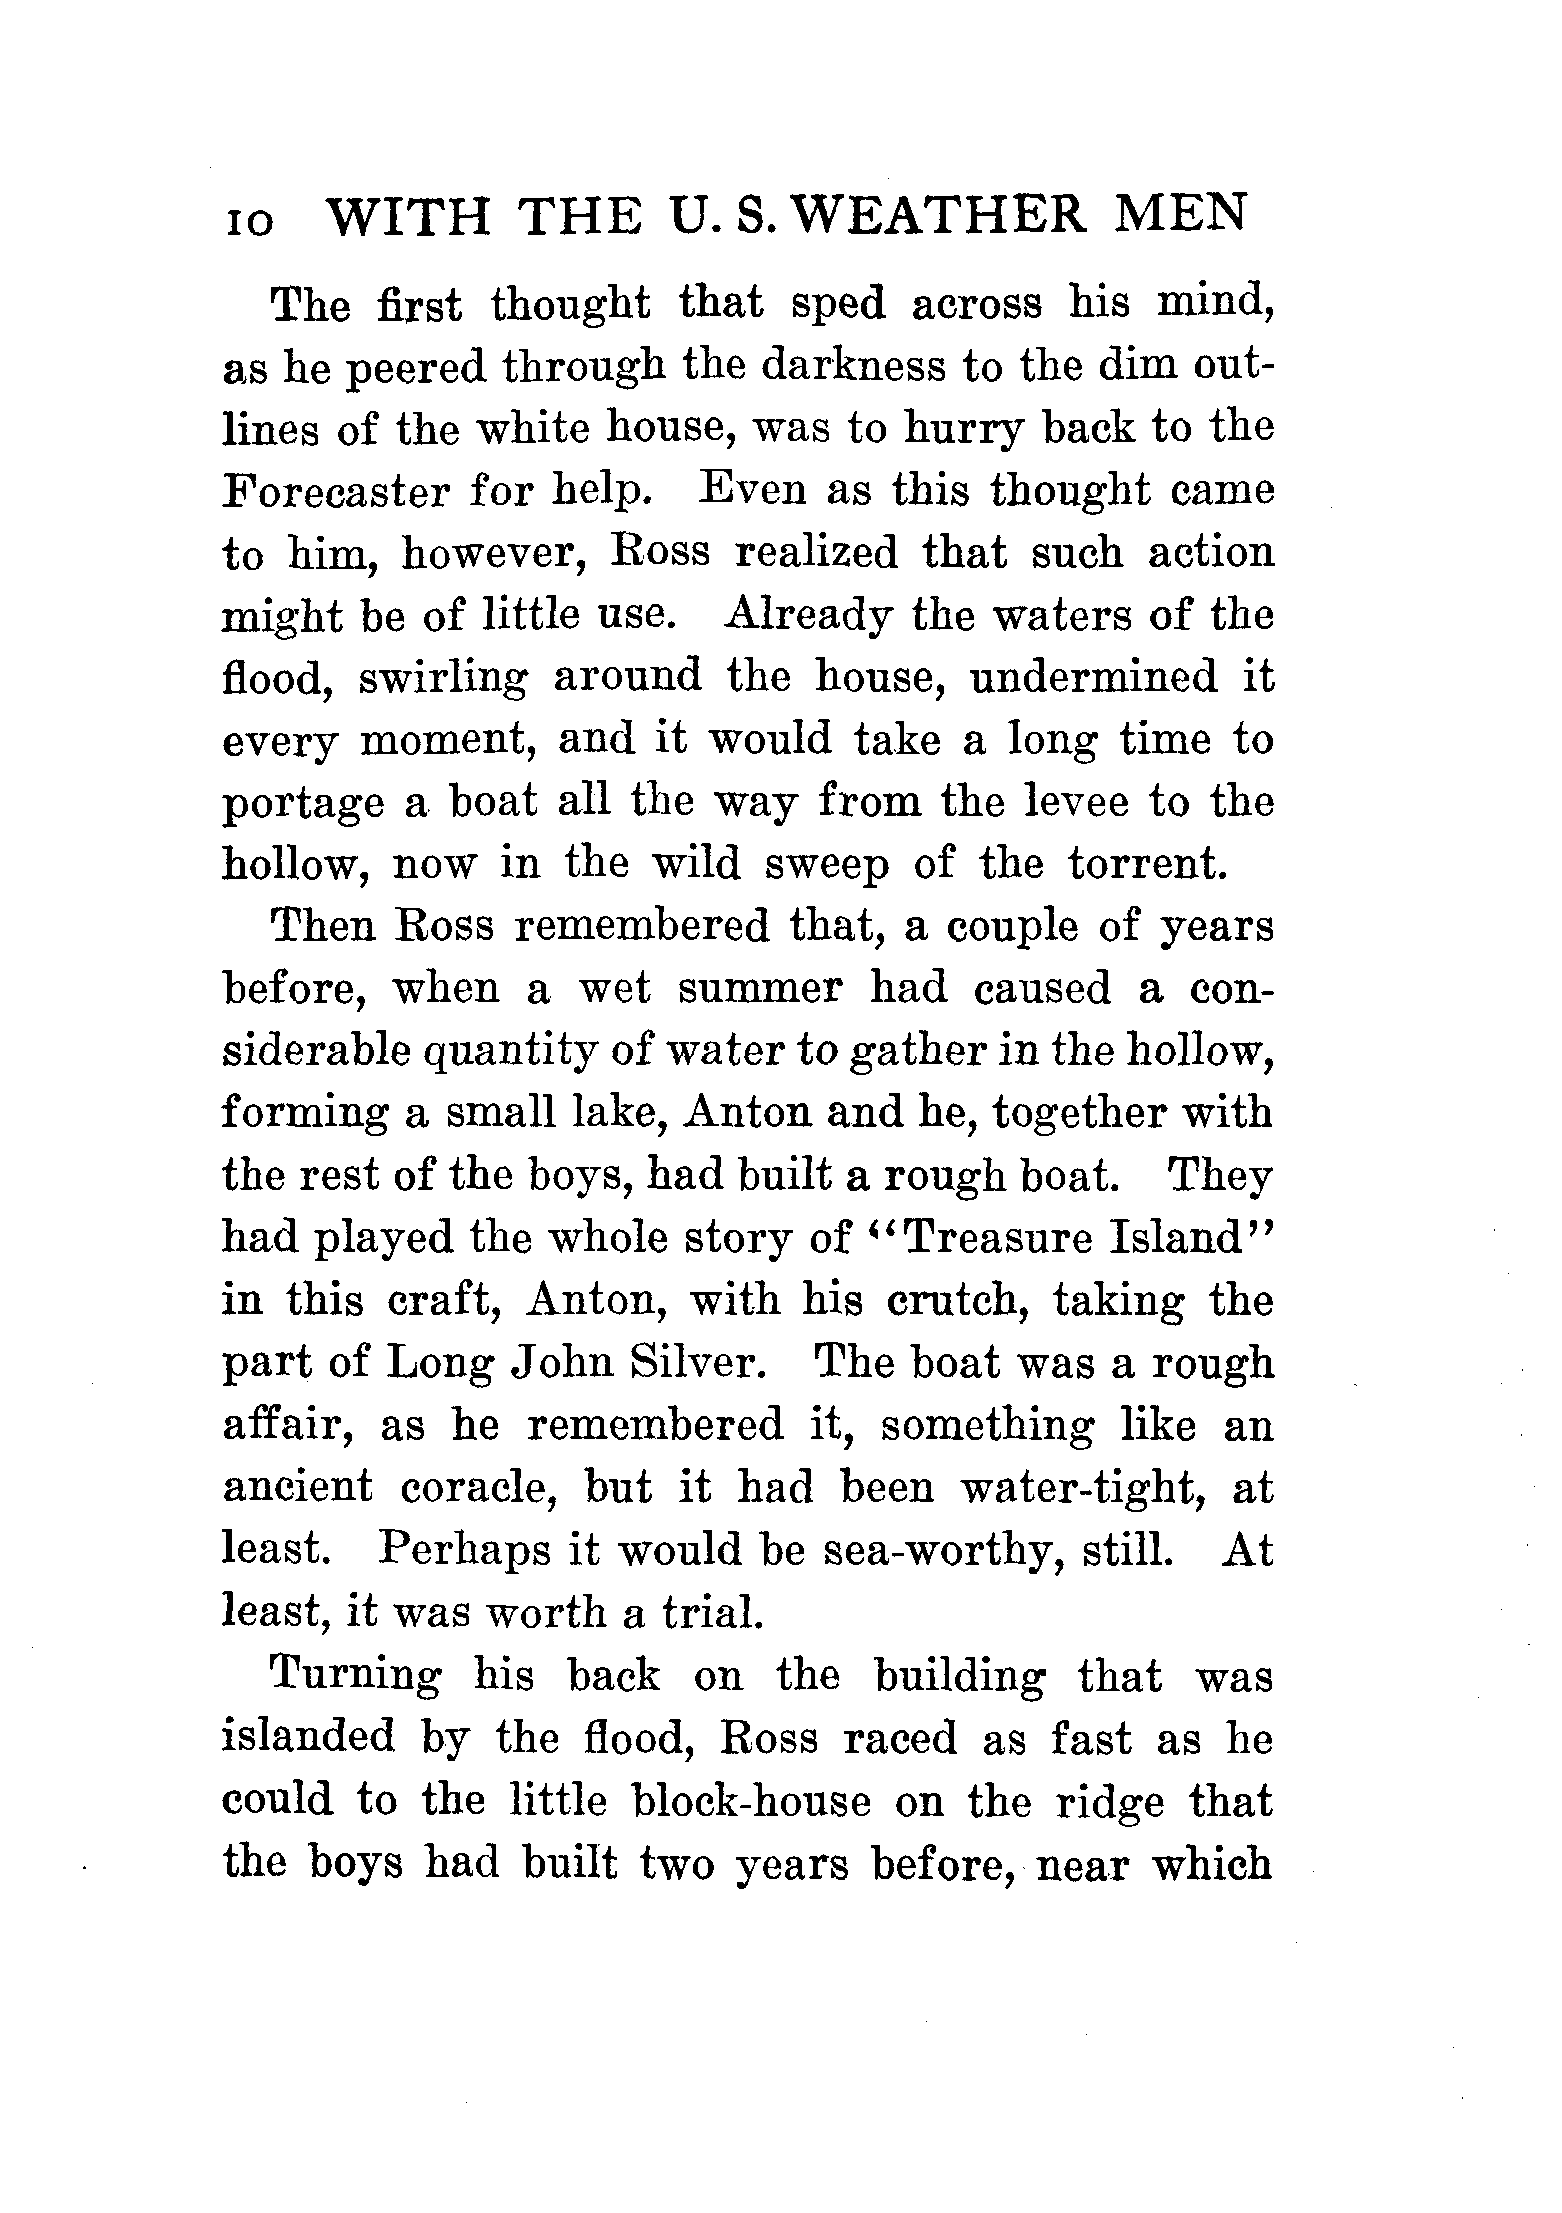 10 WITH THE U. S. WEATHER MEN
The first thought that sped across his mind,
as he peered through the darkness to the dim out-
lines of the white house, was to hurry back to the
Forecaster for help. Even as this thought came
to him, however, Ross realized that such action
might be of little use. Already the waters of the
flood, swirling around the house, undermined it
every moment, and it would take a long time to
portage a boat all the way from the levee to the
hollow, now in the wild sweep of the torrent.
Then Ross remembered that, a couple of years
before, when a wet summer had caused a con-
siderable quantity of water to gather in the hollow,
forming a small lake, Anton and he, together with
the rest of the boys, had built a rough boat. They
had played the whole story of "Treasure Island"
in this craft, Anton, with his crutch, taking the
part of Long John Silver. The boat was a rough
affair, as he remembered it, something like an
ancient coracle, but it had been water-tight, at
least. Perhaps it would be sea-worthy, still. At
least, it was worth a trial.
Turning his back on the building that was
islanded by the flood, Ross raced as fast as he
could to the little block-house on the ridge that
the boys had built two years before, near which